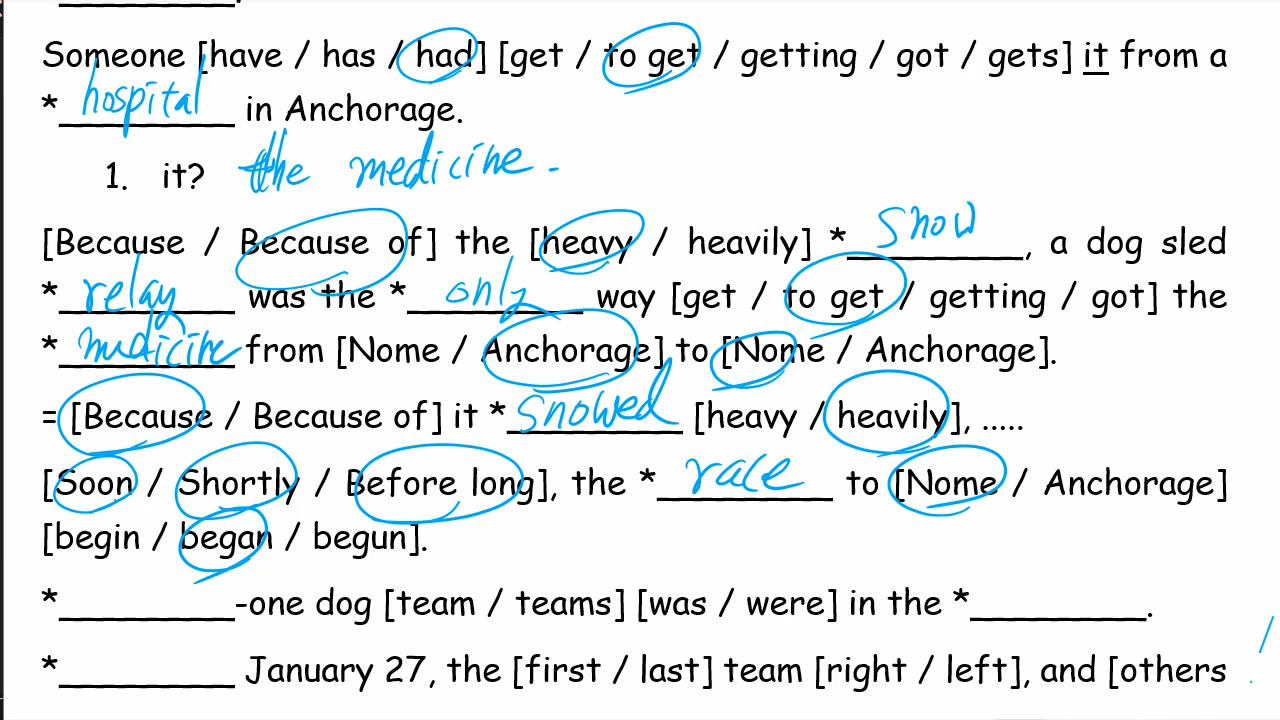 Someone [have / has / had] [get / to get / getting / got / gets] it from a
* hospital in Anchorage.
1. it? the medicine.
[Because / Because of] the [heavy / heavily] * snow, a dog sled
* relay was the * only way [get / to get / getting / got] the
* medicine from [Nome / Anchorage] to [Nome / Anchorage].
= [Because / Because of] it * snowed [heavy / heavily], .....
[Soon / Shortly / Before long], the * race to [Nome / Anchorage]
[begin / began / begun].
*__________-one dog [team / teams] [was / were] in the *__________.
*__________ January 27, the [first / last] team [right / left], and [others